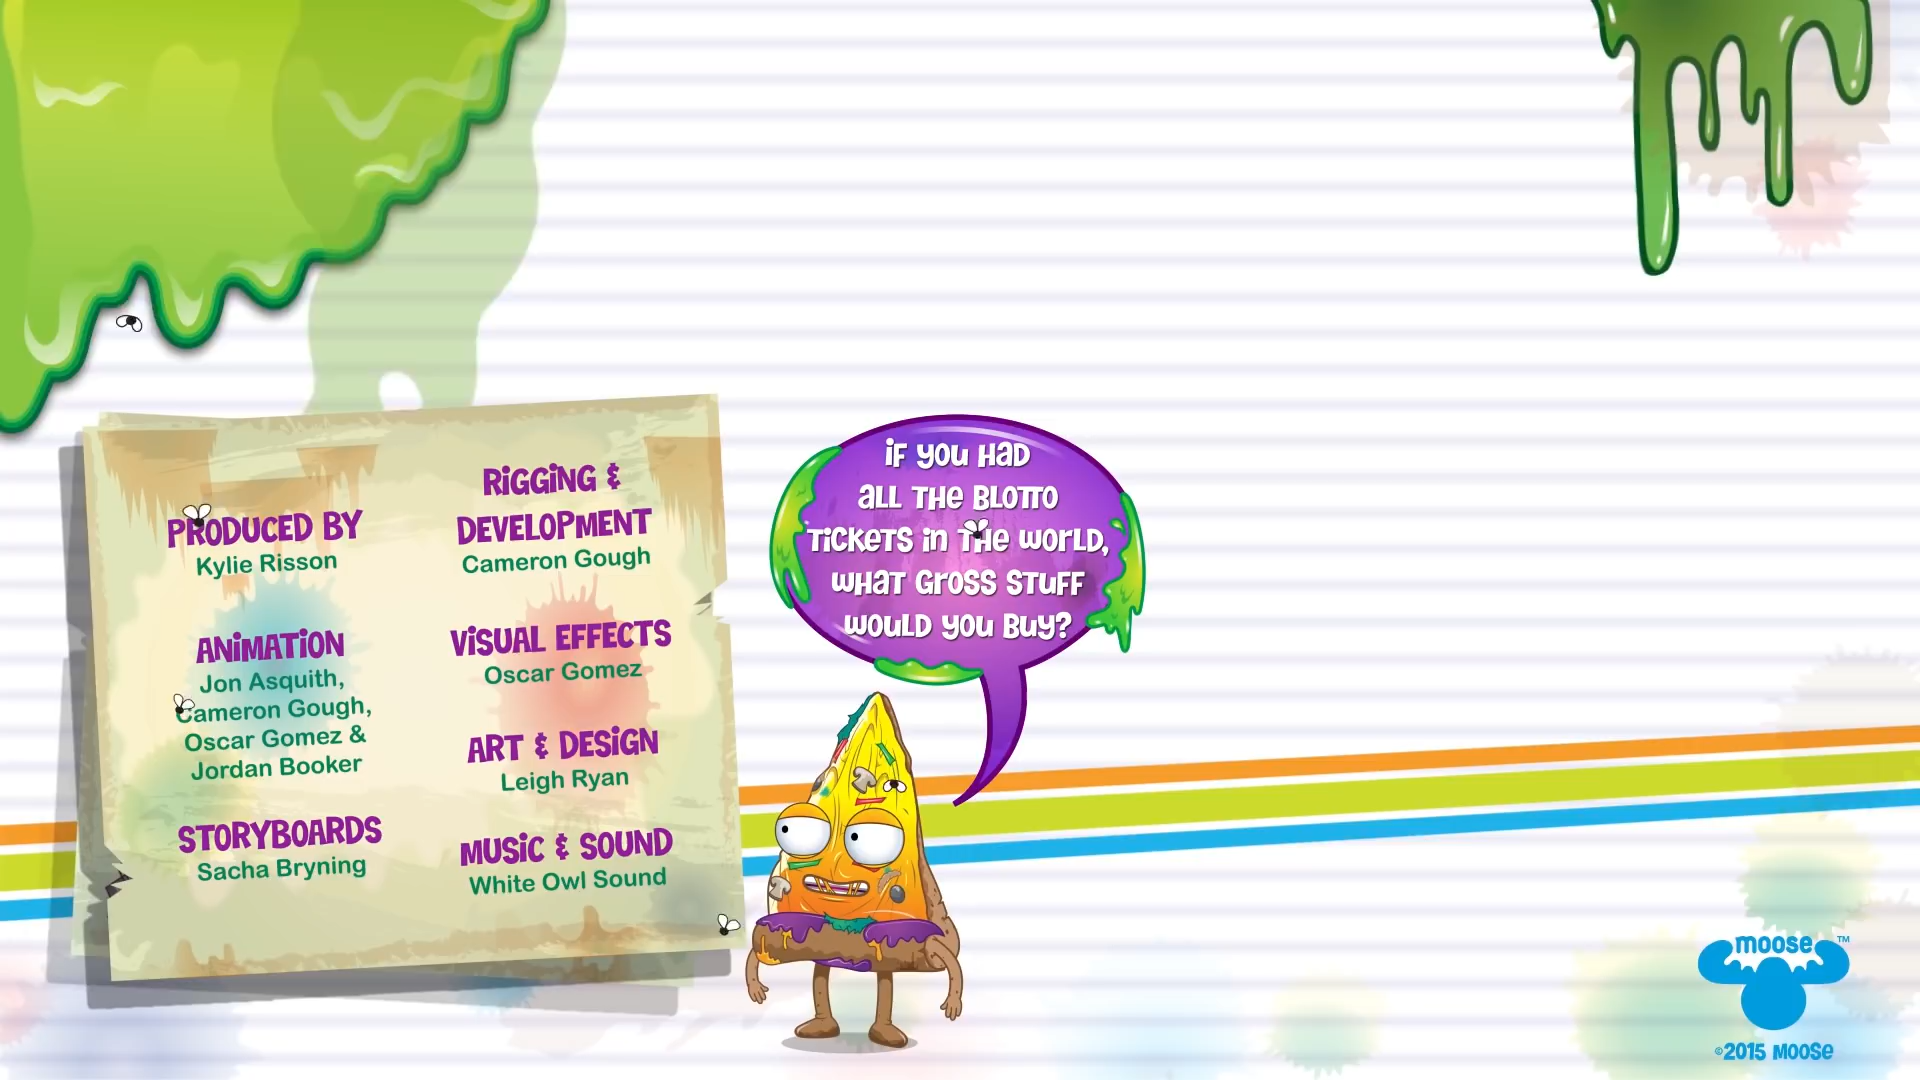 PRODUCED BY
Kylie Risson
ANiMATiON
Jon Asquith,
Cameron Gough,
Oscar Gomez &
Jordan Booker
STORYBOARDS
Sacha Bryning
RiGGiNG &
DEVELOPMENT
Cameron Gough
ViSUAL EFFECTS
Oscar Gomez
ART & DESiGN
Leigh Ryan
MUSiC & SOUND
White Owl Sound
iF YOU HAD
ALL THE BLOTTO
TiCKETS in THE WORLD,
WHAT GROSS STUFF
WOULD YOU BUY?
moose™
©2015 MOOSE